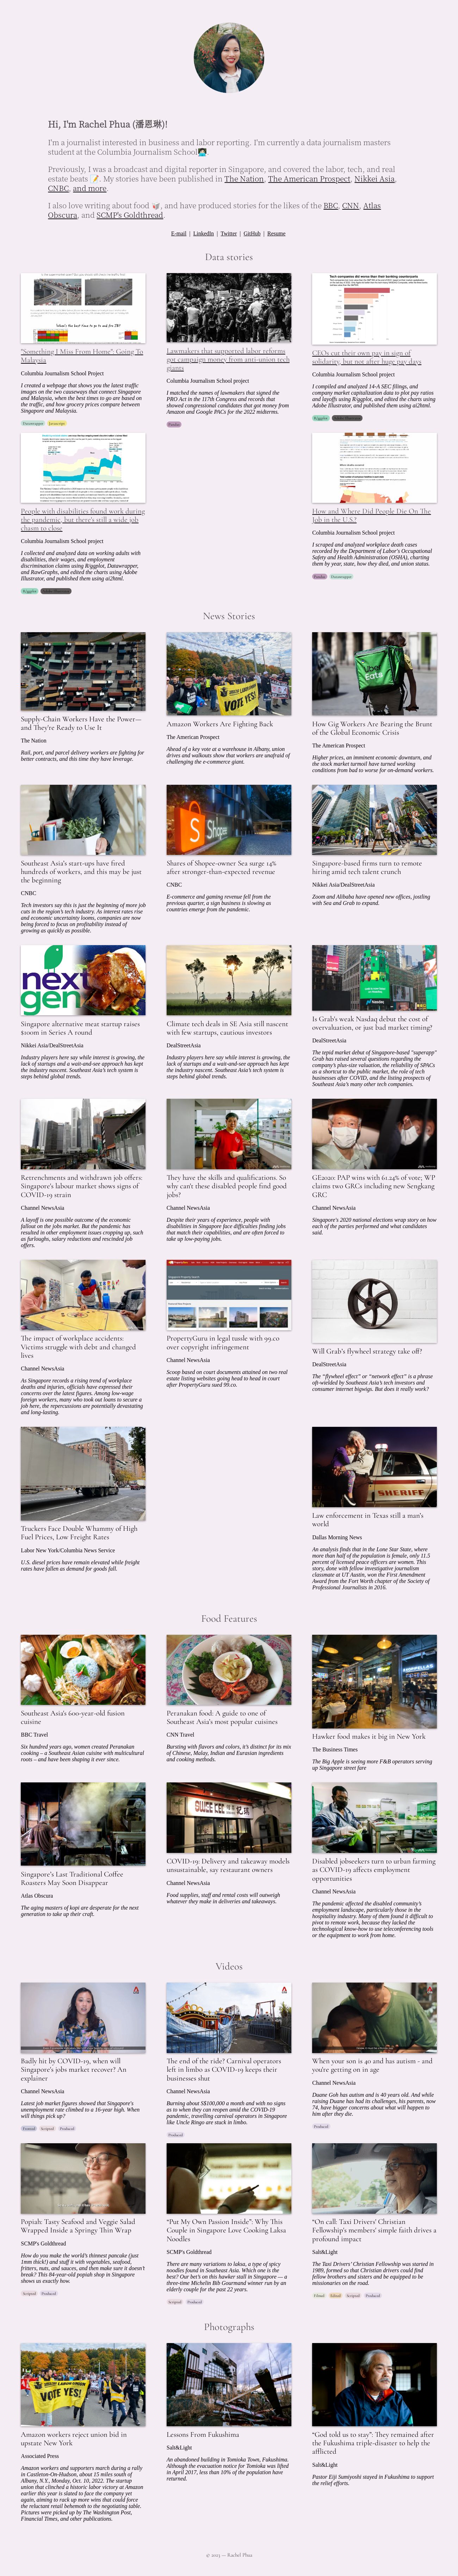 Hi, I'm Rachel Phua (潘恩琳)!
I'm a journalist interested in business and labor reporting. I'm currently a data journalism masters
student at the Columbia Journalism School
Previously, I was a broadcast and digital reporter in Singapore, and covered the labor, tech, and real
estate beats 📝. My stories have been published in The Nation, The American Prospect, Nikkei Asia,
CNBC, and more.
I also love writing about food 🥡, and have produced stories for the likes of the BBC, CNN, Atlas
Obscura, and SCMP's Goldthread.
E-mail | LinkedIn | Twitter | GitHub | Resume
Data stories
"Something I Miss From Home": Going To
Malaysia
Columbia Journalism School Project
I created a webpage that shows you the latest traffic
images on the two causeways that connect Singapore
and Malaysia, when the best times to go are based on
the traffic, and how grocery prices compare between
Singapore and Malaysia.
Datawrapper Javascript
Lawmakers that supported labor reforms
got campaign money from anti-union tech
giants
Columbia Journalism School project
I matched the names of lawmakers that signed the
PRO Act in the 117th Congress and records that
showed congressional candidates that got money from
Amazon and Google PACs for the 2022 midterms.
Pandas
Tech companies did worse than their banking counterparts
CEOs cut their own pay in sign of
solidarity, but not after huge pay days
Columbia Journalism School project
I compiled and analyzed 14-A SEC filings, and
company market capitalization data to plot pay ratios
and layoffs using R/ggplot, and edited the charts using
Adobe Illustrator, and published them using ai2html.
R/ggplot Adobe Illustrator
People with disabilities found work during
the pandemic, but there's still a wide job
chasm to close
Columbia Journalism School project
I collected and analyzed data on working adults with
disabilities, their wages, and employment
discrimination claims using R/ggplot, Datawrapper,
and RawGraphs, and edited the charts using Adobe
Illustrator, and published them using ai2html.
R/ggplot Adobe Illustrator
How and Where Did People Die On The
Job in the U.S.?
Columbia Journalism School project
I scraped and analyzed workplace death cases
recorded by the Department of Labor's Occupational
Safety and Health Administration (OSHA), charting
them by year, state, how they died, and union status.
Pandas Datawrapper
News Stories
Supply-Chain Workers Have the Power—
and They're Ready to Use It
The Nation
Rail, port, and parcel delivery workers are fighting for
better contracts, and this time they have leverage.
VOTE YES!
Amazon Workers Are Fighting Back
The American Prospect
Ahead of a key vote at a warehouse in Albany, union
drives and walkouts show that workers are unafraid of
challenging the e-commerce giant.
Uber
Eats
How Gig Workers Are Bearing the Brunt
of the Global Economic Crisis
The American Prospect
Higher prices, an imminent economic downturn, and
the stock market turmoil have turned working
conditions from bad to worse for on-demand workers.
Southeast Asia's start-ups have fired
hundreds of workers, and this may be just
the beginning
CNBC
Tech investors say this is just the beginning of more job
cuts in the region's tech industry. As interest rates rise
and economic uncertainty looms, companies are now
being forced to focus on profitability instead of
growing as quickly as possible.
Shares of Shopee-owner Sea surge 14%
after stronger-than-expected revenue
CNBC
E-commerce and gaming revenue fell from the
previous quarter, a sign business is slowing as
countries emerge from the pandemic.
Singapore-based firms turn to remote
hiring amid tech talent crunch
Nikkei Asia/DealStreetAsia
Zoom and Alibaba have opened new offices, jostling
with Sea and Grab to expand.
next
gen
Singapore alternative meat startup raises
$100m in Series A round
Nikkei Asia/DealStreetAsia
Industry players here say while interest is growing, the
lack of startups and a wait-and-see approach has kept
the industry nascent. Southeast Asia's tech system is
steps behind global trends.
Climate tech deals in SE Asia still nascent
with few startups, cautious investors
DealStreetAsia
Industry players here say while interest is growing, the
lack of startups and a wait-and-see approach has kept
the industry nascent. Southeast Asia's tech system is
steps behind global trends.
Is Grab's weak Nasdaq debut the cost of
overvaluation, or just bad market timing?
DealStreetAsia
The tepid market debut of Singapore-based "superapp"
Grab has raised several questions regarding the
company's plus-size valuation, the reliability of SPACs
as a shortcut to the public market, the role of tech
businesses after COVID, and the listing prospects of
Southeast Asia's many other tech companies.
Retrenchments and withdrawn job offers:
Singapore's labour market shows signs of
COVID-19 strain
Channel NewsAsia
A layoff is one possible outcome of the economic
fallout on the job market. But the pandemic has
resulted in other employment issues cropping up, such
as furloughs, salary reductions and rescinded job
offers.
They have the skills and qualifications. So
why can't these disabled people find good
jobs?
Channel NewsAsia
Despite their years of experience, people with
disabilities in Singapore face difficulties finding jobs
that match their capabilities, and are often forced to
take up low-paying jobs.
GE2020: PAP wins with 61.24% of vote; WP
claims two GRCs including new Sengkang
GRC
Channel NewsAsia
Singapore's 2020 national elections wrap story on how
each of the parties performed and what candidates
said.
The impact of workplace accidents:
Victims struggle with debt and changed
lives
Channel NewsAsia
As Singapore records a rising trend of workplace
deaths and injuries, officials have expressed their
concerns over the latest figures. Among low-wage
foreign workers, many who took out loans to secure a
job here, the repercussions are potentially devastating
and long-lasting.
PropertyGuru in legal tussle with 99.co
over copyright infringement
Channel NewsAsia
Scoop based on court documents attained on two real
estate listing websites going head to head in court
after PropertyGuru sued 99.co.
Will Grab's flywheel strategy take off?
DealStreetAsia
The "flywheel effect" or "network effect" is a phrase
oft-wielded by Southeast Asia's tech investors and
consumer internet bigwigs. But does it really work?
Truckers Face Double Whammy of High
Fuel Prices, Low Freight Rates
Labor New York/Columbia News Service
U.S. diesel prices have remain elevated while freight
rates have fallen as demand for goods fall.
SHERIFF
Law enforcement in Texas still a man's
world
Dallas Morning News
An analysis finds that in the Lone Star State, where
more than half of the population is female, only 11.5
percent of licensed peace officers are women. This
story, done with fellow investigative journalism
classmate at UT Austin, won the First Amendment
Award from the Fort Worth chapter of the Society of
Professional Journalists in 2016.
Food Features
Southeast Asia's 600-year-old fusion
cuisine
BBC Travel
Six hundred years ago, women created Peranakan
cooking – a Southeast Asian cuisine with multicultural
roots – and have been shaping it ever since.
Peranakan food: A guide to one of
Southeast Asia's most popular cuisines
CNN Travel
Bursting with flavors and colors, it's distinct for its mix
of Chinese, Malay, Indian and Eurasian ingredients
and cooking methods.
Hawker food makes it big in New York
The Business Times
The Big Apple is seeing more F&B operators serving
up Singapore street fare
Singapore's Last Traditional Coffee
Roasters May Soon Disappear
Atlas Obscura
The aging masters of kopi are desperate for the next
generation to take up their craft.
COVID-19: Delivery and takeaway models
unsustainable, say restaurant owners
Channel NewsAsia
Food supplies, staff and rental costs will outweigh
whatever they make in deliveries and takeaways.
Disabled jobseekers turn to urban farming
as COVID-19 affects employment
opportunities
Channel NewsAsia
The pandemic affected the disabled community's
employment landscape, particularly those in the
hospitality industry. Many of them found it difficult to
pivot to remote work, because they lacked the
technological know-how to use teleconferencing tools
or the equipment to work from home.
Videos
Badly hit by COVID-19, when will
Singapore's jobs market recover? An
explainer
Channel NewsAsia
Latest job market figures showed that Singapore's
unemployment rate climbed to a 16-year high. When
will things pick up?
Scripted Produced
The end of the ride? Carnival operators
left in limbo as COVID-19 keeps their
businesses shut
Channel NewsAsia
Burning about S$100,000 a month and with no signs
as to when they can reopen amid the COVID-19
pandemic, travelling carnival operators in Singapore
like Uncle Ringo are stuck in limbo.
Produced
When your son is 40 and has autism - and
you're getting on in age
Channel NewsAsia
Duane Goh has autism and is 40 years old. And while
raising Duane has had its challenges, his parents, now
74, have bigger concerns about what will happen to
him after they die.
Produced
Popiah: Tasty Seafood and Veggie Salad
Wrapped Inside a Springy Thin Wrap
SCMP's Goldthread
How do you make the world's thinnest pancake (just
1mm thick!) and stuff it with vegetables, seafood,
fritters, nuts, and sauces, and then make sure it doesn't
break? This 84-year-old popiah shop in Singapore
shows us exactly how.
Scripted Produced
"Put My Own Passion Inside": Why This
Couple in Singapore Love Cooking Laksa
Noodles
SCMP's Goldthread
There are many variations to laksa, a type of spicy
noodles found in Southeast Asia. Which one is the
best? Our bet's on this hawker stall in Singapore — a
three-time Michelin Bib Gourmand winner run by an
elderly couple for the past 22 years.
Scripted Produced
"On call: Taxi Drivers' Christian
Fellowship's members' simple faith drives a
profound impact
Salt&Light
The Taxi Drivers' Christian Fellowship was started in
1989, formed so that Christian drivers could find
fellow brothers and sisters and be equipped to be
missionaries on the road.
Filmed Edited Scripted Produced
Photographs
VOTE YES!
Amazon workers reject union bid in
upstate New York
Associated Press
Amazon workers and supporters march during a rally
in Castleton-On-Hudson, about 15 miles south of
Albany, N.Y., Monday, Oct. 10, 2022. The startup
union that clinched a historic labor victory at Amazon
earlier this year is slated to face the company yet
again, aiming to rack up more wins that could force
the reluctant retail behemoth to the negotiating table.
Pictures were picked up by The Washington Post,
Financial Times, and other publications.
Lessons From Fukushima
Salt&Light
An abandoned building in Tomioka Town, Fukushima.
Although the evacuation notice for Tomioka was lifted
in April 2017, less than 10% of the population have
returned.
"God told us to stay": They remained after
the Fukushima triple-disaster to help the
afflicted
Salt&Light
Pastor Eiji Sumiyoshi stayed in Fukushima to support
the relief efforts.
© 2023 — Rachel Phua